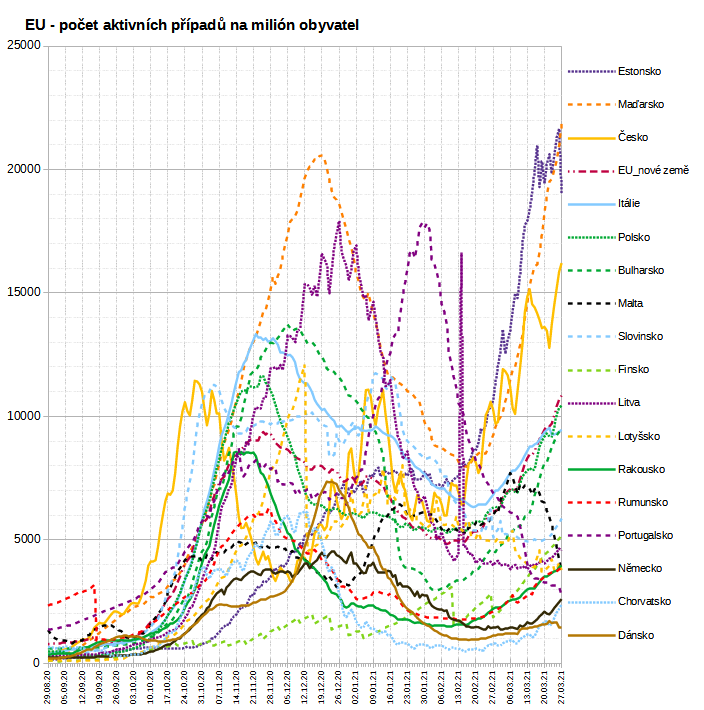 EU - počet aktivních případů na milión obyvatel
25000
20000
15000
10000
5000
0
Estonsko
Maďarsko
Česko
EU_nové země
Itálie
Polsko
Bulharsko
Malta
Slovinsko
Finsko
Litva
Lotyšsko
Rakousko
Rumunsko
Portugalsko
Německo
Chorvatsko
Dánsko
29.08.20
05.09.20
12.09.20
19.09.20
26.09.20
03.10.20
10.10.20
17.10.20
24.10.20
31.10.20
07.11.20
14.11.20
21.11.20
28.11.20
05.12.20
12.12.20
19.12.20
26.12.20
02.01.21
09.01.21
16.01.21
23.01.21
30.01.21
06.02.21
13.02.21
20.02.21
27.02.21
06.03.21
13.03.21
20.03.21
27.03.21